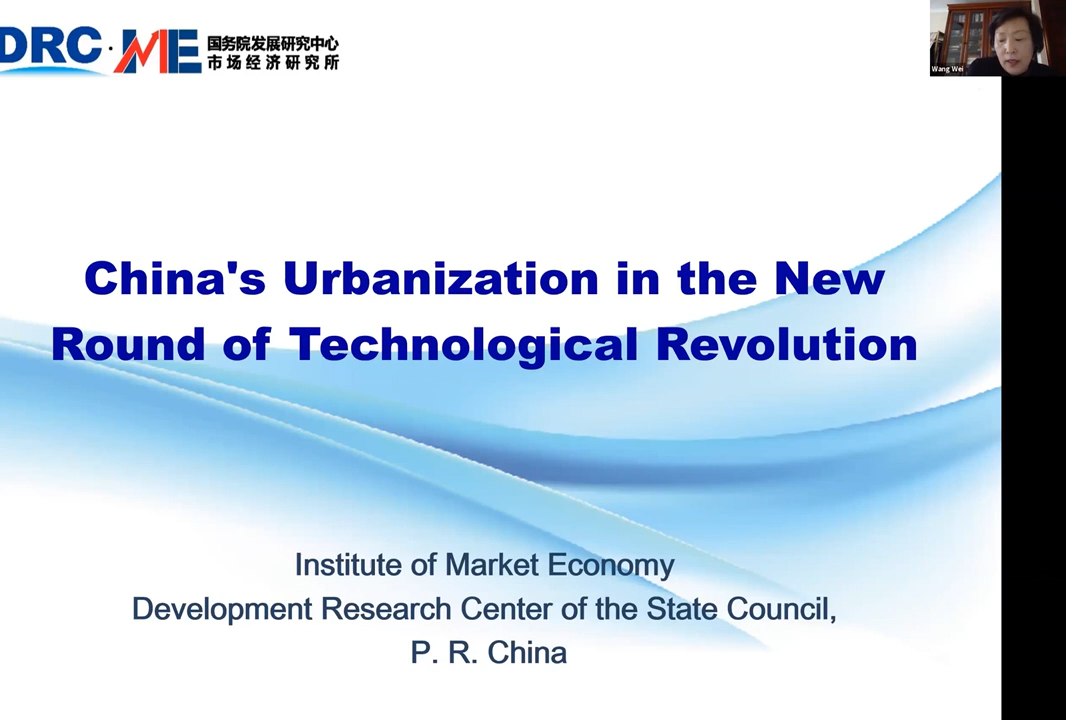 DRC·ME 国务院发展研究中心
市场经济研究所
Wang Wei
China's Urbanization in the New
Round of Technological Revolution
Institute of Market Economy
Development Research Center of the State Council,
P. R. China